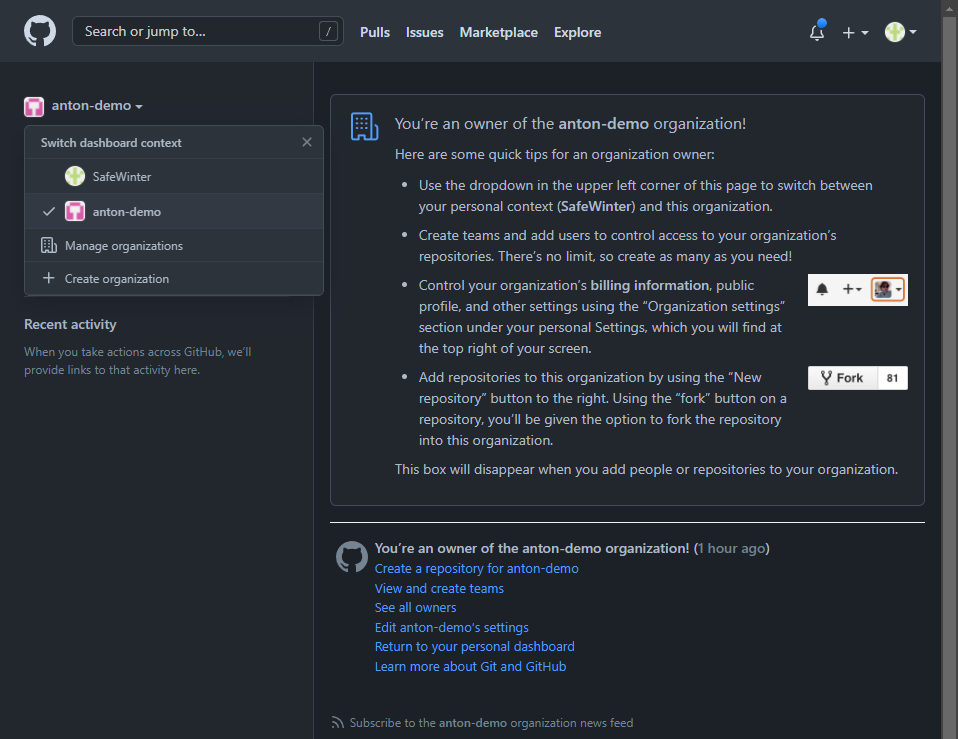 Search or jump to...
/
Pulls
Issues
Marketplace
Explore
anton-demo
Switch dashboard context
SafeWinter
anton-demo
Manage organizations
Create organization
Recent activity
When you take actions across GitHub, we’ll
provide links to that activity here.
You’re an owner of the anton-demo organization!
Here are some quick tips for an organization owner:
Use the dropdown in the upper left corner of this page to switch between
your personal context (SafeWinter) and this organization.
Create teams and add users to control access to your organization’s
repositories. There’s no limit, so create as many as you need!
Control your organization’s billing information, public
profile, and other settings using the “Organization settings”
section under your personal Settings, which you will find at
the top right of your screen.
Add repositories to this organization by using the “New
repository” button to the right. Using the “fork” button on a
repository, you’ll be given the option to fork the repository
into this organization.
Fork 81
This box will disappear when you add people or repositories to your organization.
You’re an owner of the anton-demo organization! (1 hour ago)
Create a repository for anton-demo
View and create teams
See all owners
Edit anton-demo's settings
Return to your personal dashboard
Learn more about Git and GitHub
Subscribe to the anton-demo organization news feed